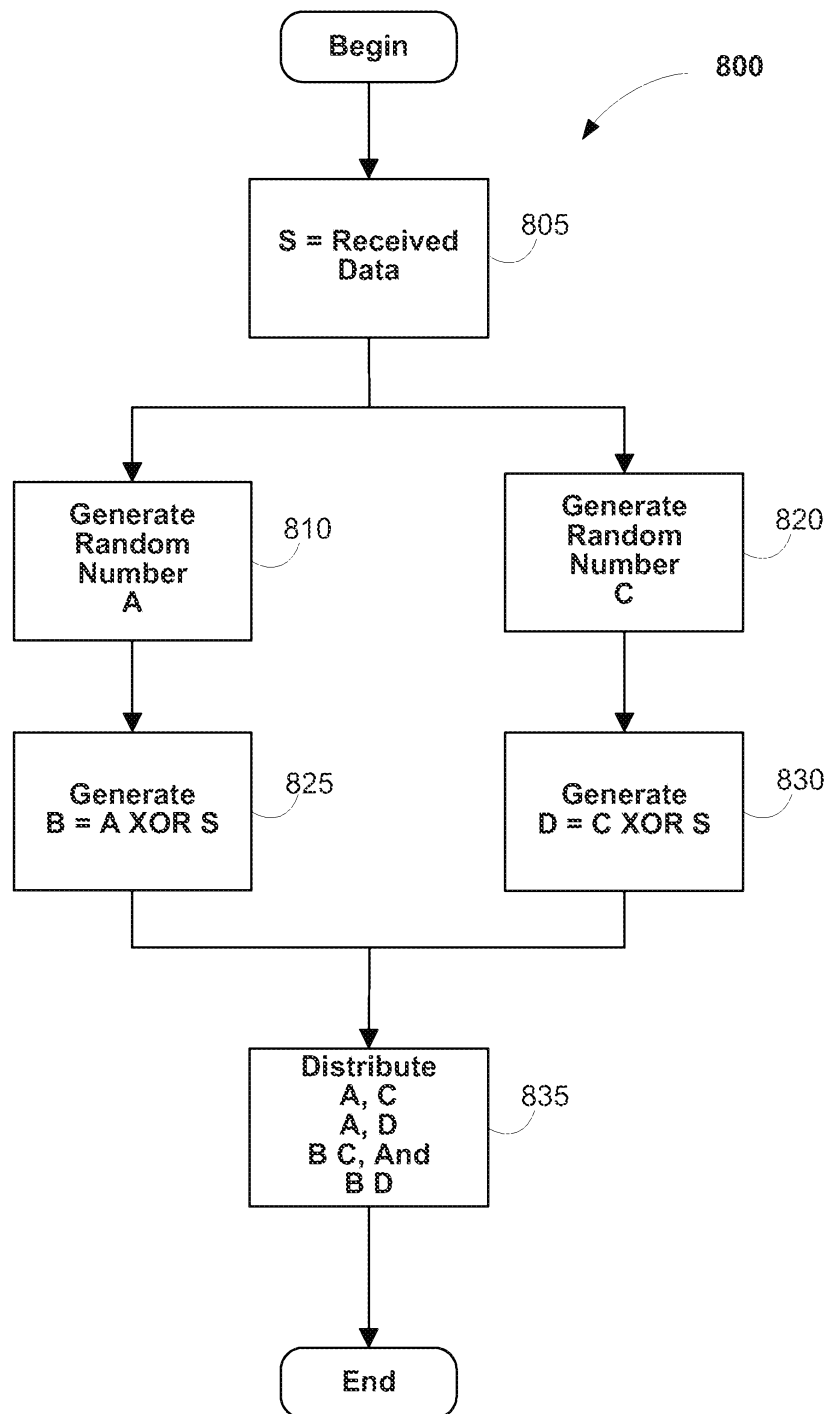 Begin
800
S = Received
Data
805
Generate
Random
Number
A
810
Generate
Random
Number
C
820
Generate
B = A XOR S
825
Generate
D = C XOR S
830
Distribute
A, C
A, D
B C, And
B D
835
End